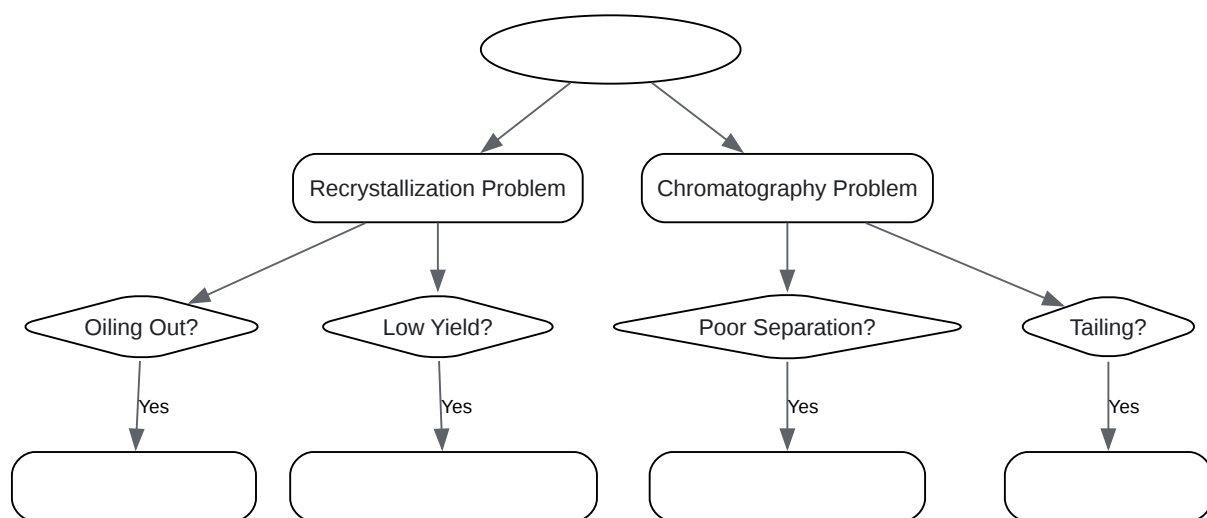 Recrystallization Problem
Chromatography Problem
Oiling Out?
Low Yield?
Poor Separation?
Tailing?
Yes
Yes
Yes
Yes